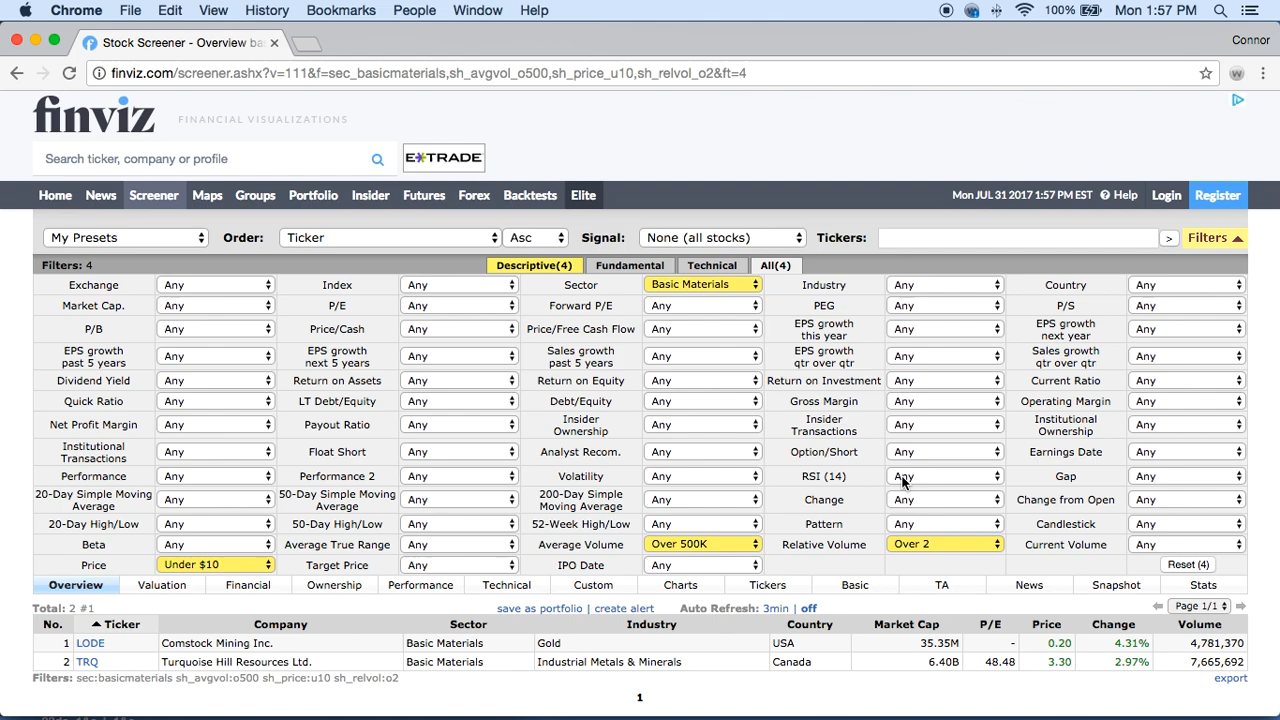 Chrome File Edit View History Bookmarks People Window Help 100% Mon 1:57 PM
Stock Screener - Overview ba Connor
finviz.com/screener.ashx?v=111&f=sec_basicmaterials,sh_avgvol_o500,sh_price_u10,sh_relvol_o2&ft=4
finviz FINANCIAL VISUALIZATIONS
Search ticker, company or profile E*TRADE
Home News Screener Maps Groups Portfolio Insider Futures Forex Backtests Elite Mon JUL 31 2017 1:57 PM EST Help Login Register
My Presets Order: Ticker Asc Signal: None (all stocks) Tickers: > Filters
Filters: 4 Descriptive(4) Fundamental Technical All(4)
Exchange Any Index Any Sector Basic Materials Industry Any Country Any
Market Cap. Any P/E Any Forward P/E Any PEG Any P/S Any
P/B Any Price/Cash Any Price/Free Cash Flow Any EPS growth this year Any EPS growth next year Any
EPS growth past 5 years Any EPS growth next 5 years Any Sales growth past 5 years Any EPS growth qtr over qtr Any Sales growth qtr over qtr Any
Dividend Yield Any Return on Assets Any Return on Equity Any Return on Investment Any Current Ratio Any
Quick Ratio Any LT Debt/Equity Any Debt/Equity Any Gross Margin Any Operating Margin Any
Net Profit Margin Any Payout Ratio Any Insider Ownership Any Insider Transactions Any Institutional Ownership Any
Institutional Transactions Any Float Short Any Analyst Recom. Any Option/Short Any Earnings Date Any
Performance Any Performance 2 Any Volatility Any RSI (14) Any Gap Any
20-Day Simple Moving Average Any 50-Day Simple Moving Average Any 200-Day Simple Moving Average Any Change Any Change from Open Any
20-Day High/Low Any 50-Day High/Low Any 52-Week High/Low Any Pattern Any Candlestick Any
Beta Any Average True Range Any Average Volume Over 500K Relative Volume Over 2 Current Volume Any
Price Under $10 Target Price Any IPO Date Any Reset (4)
Overview Valuation Financial Ownership Performance Technical Custom Charts Tickers Basic TA News Snapshot Stats
Total: 2 #1 save as portfolio | create alert Auto Refresh: 3min | off Page 1/1
No. Ticker Company Sector Industry Country Market Cap P/E Price Change Volume
1 LODE Comstock Mining Inc. Basic Materials Gold USA 35.35M - 0.20 4.31% 4,781,370
2 TRQ Turquoise Hill Resources Ltd. Basic Materials Industrial Metals & Minerals Canada 6.40B 48.48 3.30 2.97% 7,665,692
Filters: sec:basicmaterials sh_avgvol:o500 sh_price:u10 sh_relvol:o2 export
1